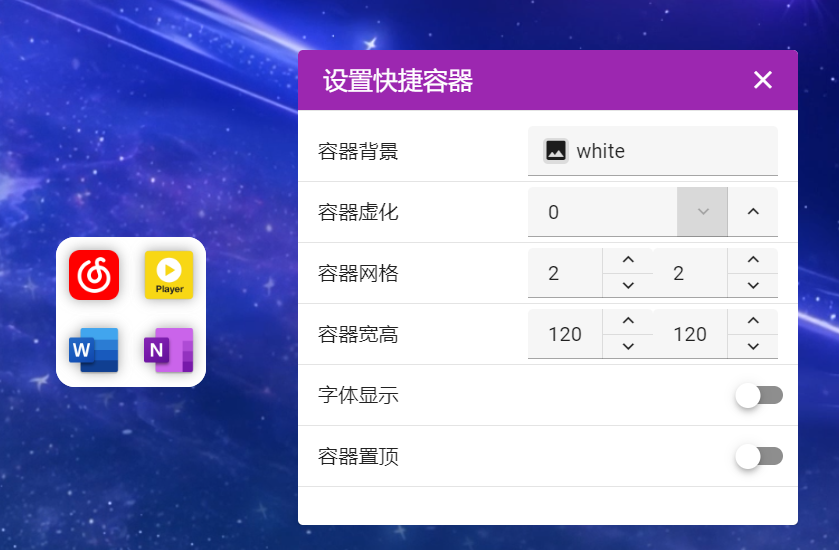 设置快捷容器
容器背景 white
容器虚化 0
容器网格 2 2
容器宽高 120 120
字体显示
容器置顶
Player
W N